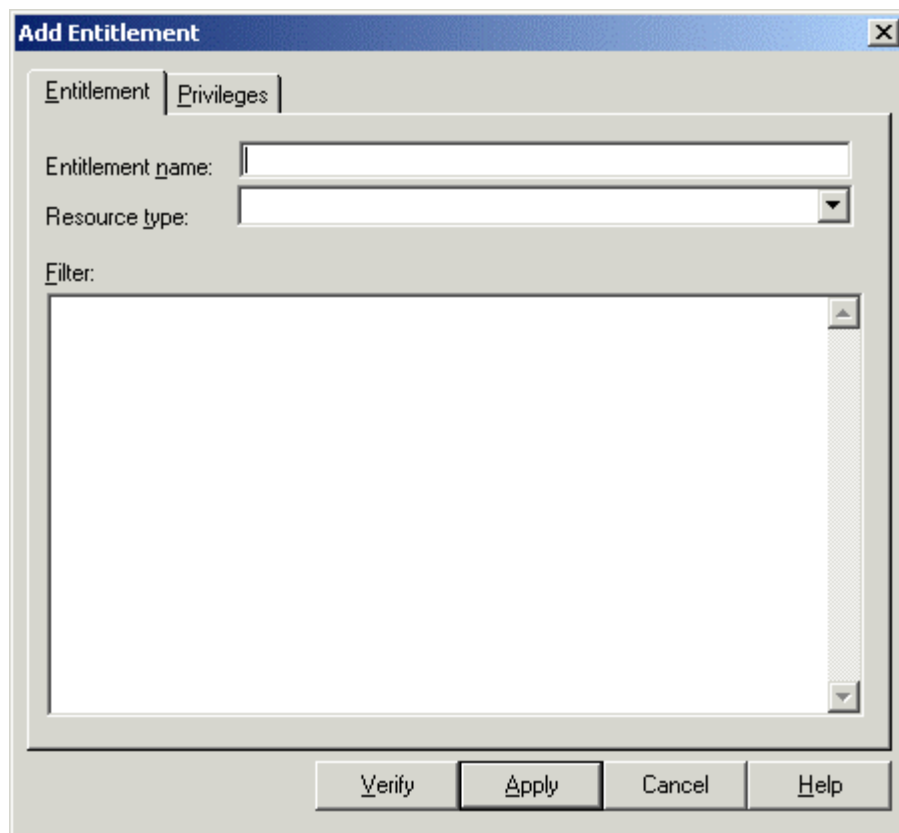 Add Entitlement
Entitlement Privileges
Entitlement name:
Resource type:
Filter:
Verify Apply Cancel Help